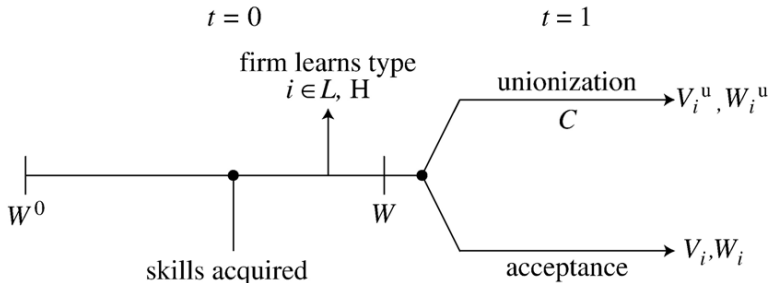 t = 0
t = 1
firm learns type
i ∈ L, H
unionization
C
V_i^u, W_i^u
W^0
W
skills acquired
acceptance
V_i, W_i